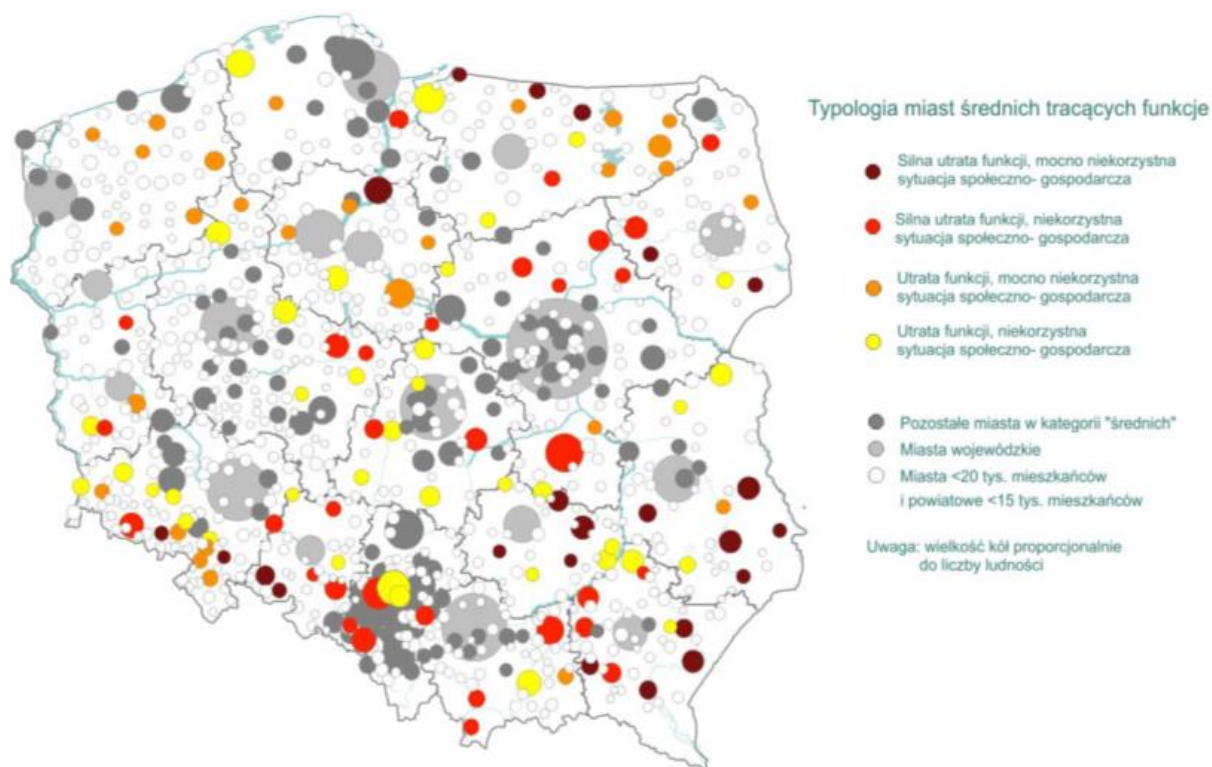 Typologia miast średnich tracących funkcje
Silna utrata funkcji, mocno niekorzystna
sytuacja społeczno- gospodarcza
Silna utrata funkcji, niekorzystna
sytuacja społeczno- gospodarcza
Utrata funkcji, mocno niekorzystna
sytuacja społeczno- gospodarcza
Utrata funkcji, niekorzystna
sytuacja społeczno- gospodarcza
Pozostałe miasta w kategorii "średnich"
Miasta wojewódzkie
Miasta <20 tys. mieszkańców
i powiatowe <15 tys. mieszkańców
Uwaga: wielkość kół proporcjonalnie
do liczby ludności